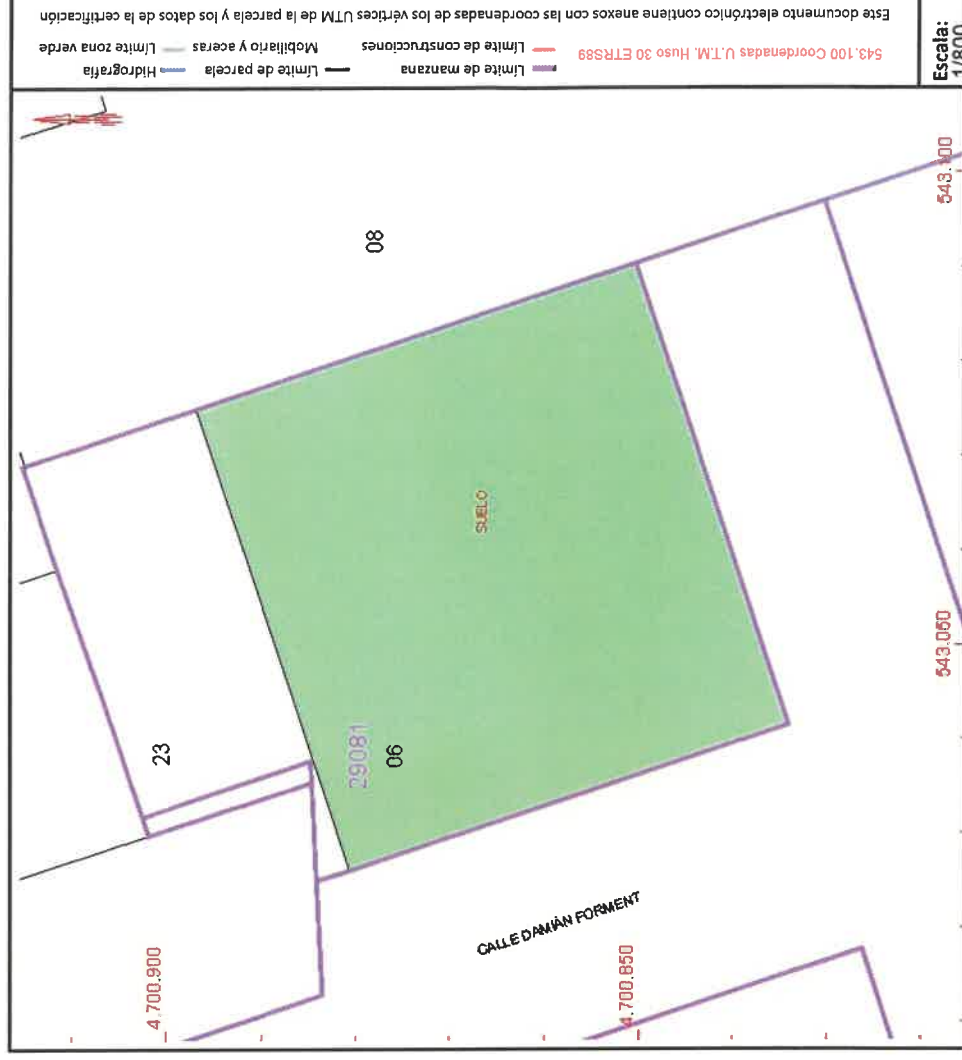 Este documento electrónico contiene anexos con las coordenadas de los vértices UTM de la parcela y los datos de la certificación
543.100 Coordenadas U.T.M. Huso 30 ETRS89
Límite de manzana
Límite de construcciones
Límite de parcela
Mobiliario y aceras
Hidrografía
Límite zona verde
Escala:
1/800
08
SUELO
23
29081
06
CALLE DAMIÁN FORMENT
4.700.900
4.700.850
543.050
543.100